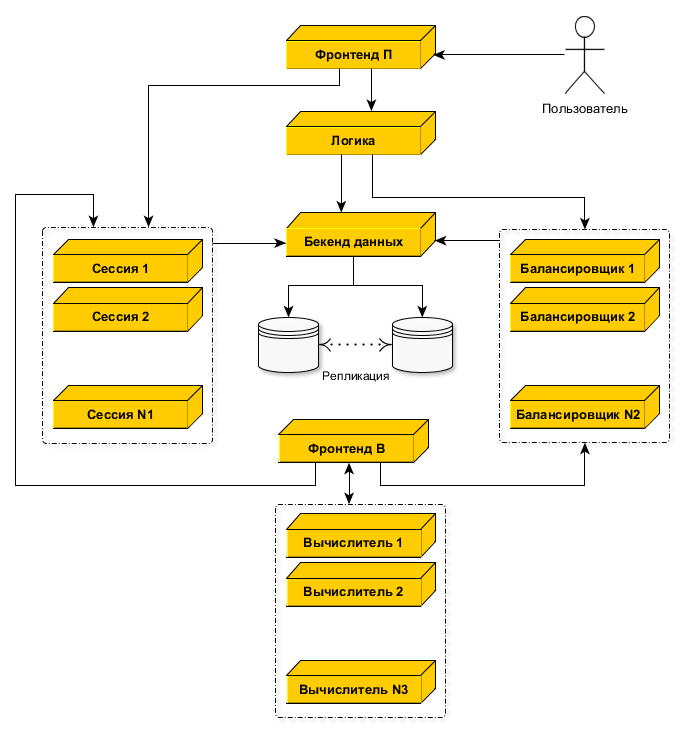 Фронтенд П
Пользователь
Логика
Бекенд данных
Сессия 1
Сессия 2
Сессия N1
Балансировщик 1
Балансировщик 2
Балансировщик N2
Репликация
Фронтенд В
Вычислитель 1
Вычислитель 2
Вычислитель N3